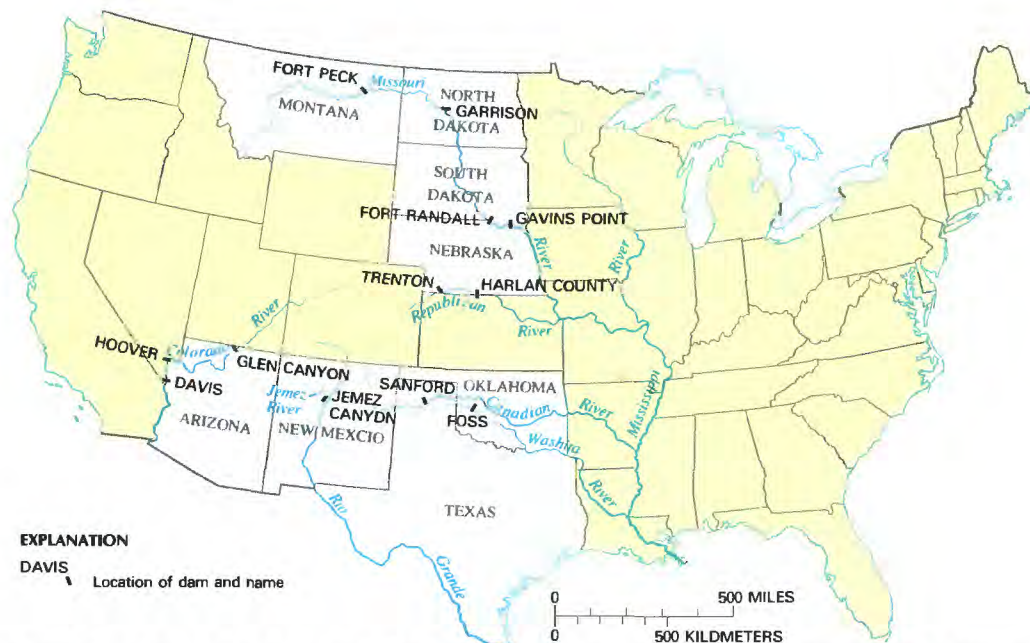 FORT PECK
Missouri
MONTANA
NORTH
DAKOTA
GARRISON
SOUTH
DAKOTA
FORT RANDALL
GAVINS POINT
NEBRASKA
River
River
TRENTON
HARLAN COUNTY
Republican
River
River
HOOVER
Colorado
GLEN CANYON
DAVIS
Jemez
River
JEMEZ
CANYDN
SANFORD
OKLAHOMA
FOSS
Canadian
River
Washita
Mississippi
ARIZONA
NEW MEXCIO
River
TEXAS
Rio
Grande
EXPLANATION
DAVIS
Location of dam and name
0 500 MILES
0 500 KILDMETERS